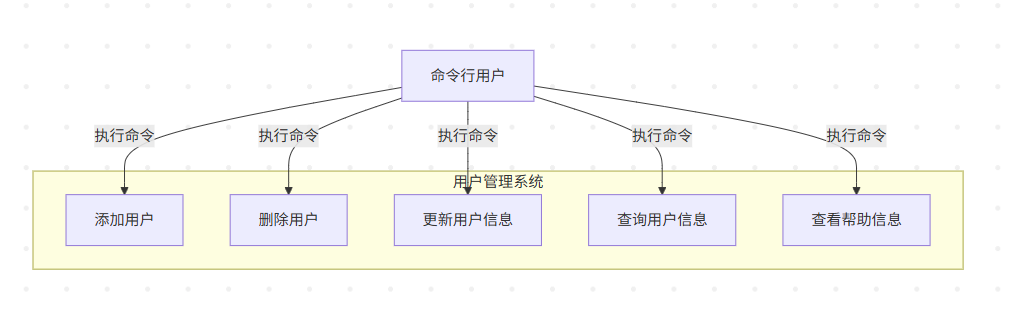 命令行用户
执行命令
执行命令
执行命令
执行命令
执行命令
用户管理系统
添加用户
删除用户
更新用户信息
查询用户信息
查看帮助信息